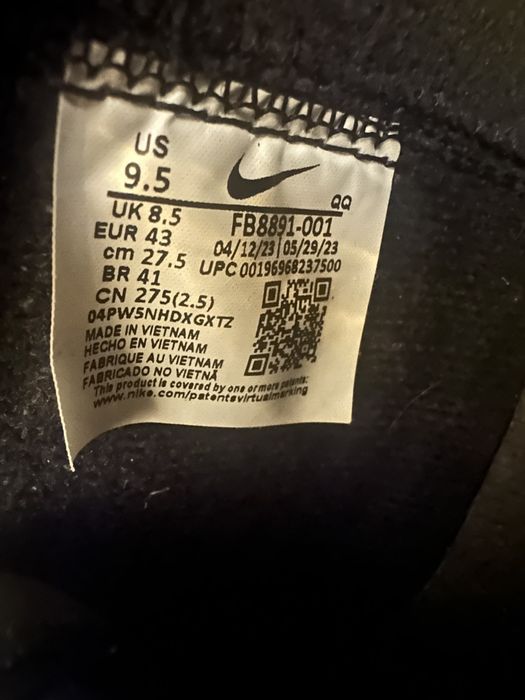 US
9.5
QQ
UK 8.5
EUR 43
cm 27.5
BR 41
CN 275(2.5)
FB8891-001
04/12/23|05/29/23
UPC 00196968237500
04PW5NHDXGXTZ
MADE IN VIETNAM
HECHO EN VIETNAM
FABRIQUE AU VIETNAM
FABRICADO NO VIETNÃ
This product is covered by one or more patents:
www.nike.com/patentsvirtualmarking